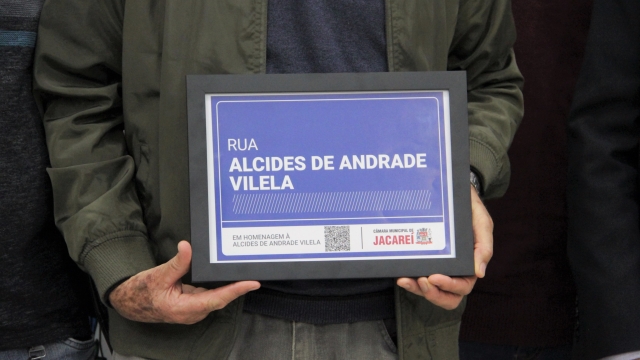 RUA
ALCIDES DE ANDRADE
VILELA
EM HOMENAGEM À
ALCIDES DE ANDRADE VILELA
CÂMARA MUNICIPAL DE
JACAREÍ